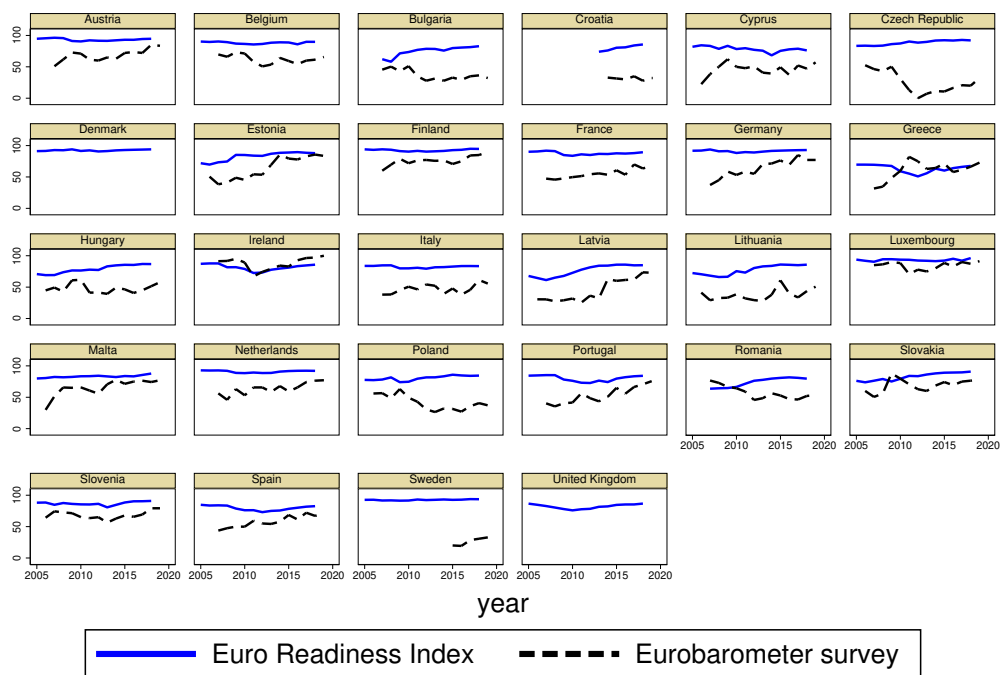 Austria Belgium Bulgaria Croatia Cyprus Czech Republic
100
50
0
Denmark Estonia Finland France Germany Greece
100
50
0
Hungary Ireland Italy Latvia Lithuania Luxembourg
100
50
0
Malta Netherlands Poland Portugal Romania Slovakia
100
50
0
2005 2010 2015 2020 2005 2010 2015 2020
Slovenia Spain Sweden United Kingdom
100
50
0
2005 2010 2015 2020 2005 2010 2015 2020 2005 2010 2015 2020 2005 2010 2015 2020
year
Euro Readiness Index Eurobarometer survey